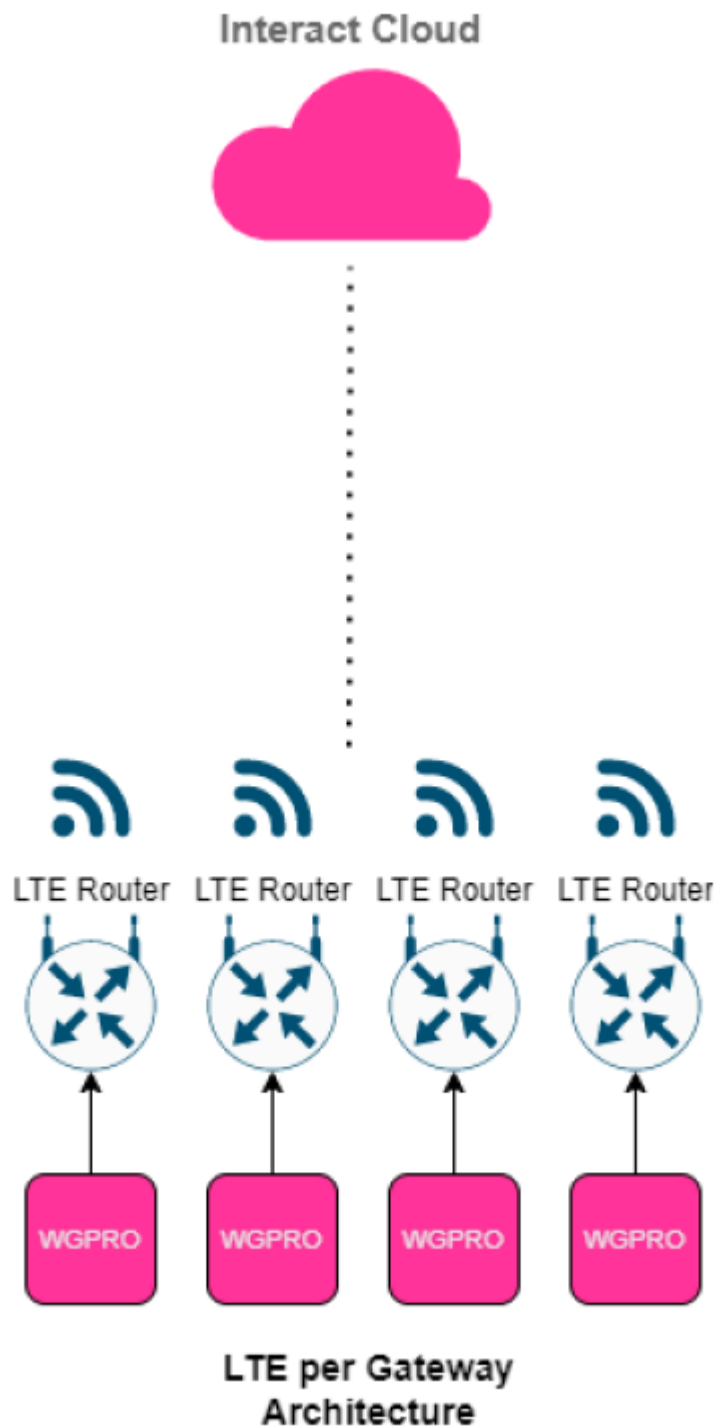 Interact Cloud
LTE Router LTE Router LTE Router LTE Router
WGPRO WGPRO WGPRO WGPRO
LTE per Gateway
Architecture